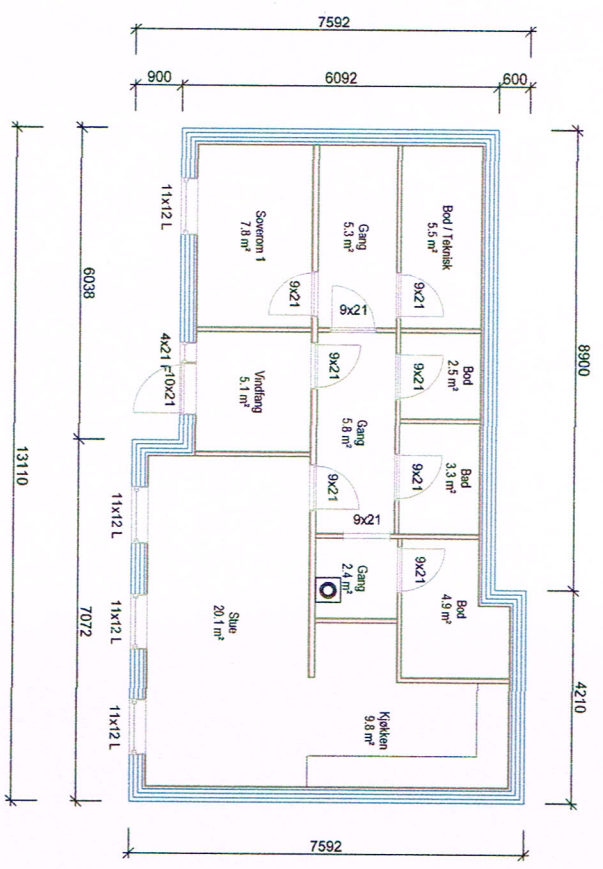 7592
900
6092
600
11x12 L
Soverom 1
7.8 m²
Gang
5.3 m²
Bod / Teknisk
5.5 m²
9x21
9x21
9x21
6038
8900
4x21 F
10x21
Vindfang
5.1 m²
9x21
Gang
5.8 m²
9x21
Bod
2.5 m²
9x21
Bad
3.3 m²
9x21
9x21
13110
11x12 L
11x12 L
11x12 L
7072
Stue
20.1 m²
Gang
2.4 m²
9x21
Bod
4.9 m²
Kjøkken
9.8 m²
4210
7592